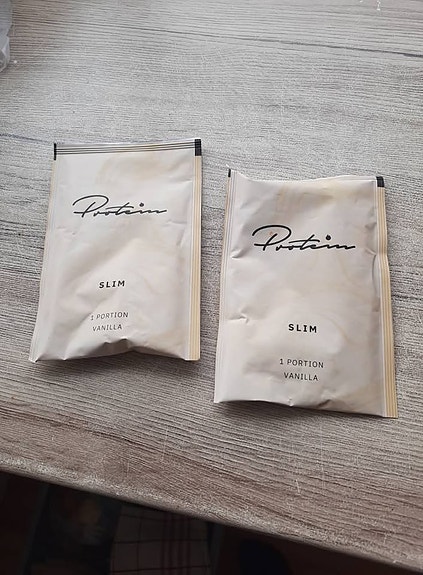 Protein
SLIM
1 PORTION
VANILLA
Protein
SLIM
1 PORTION
VANILLA